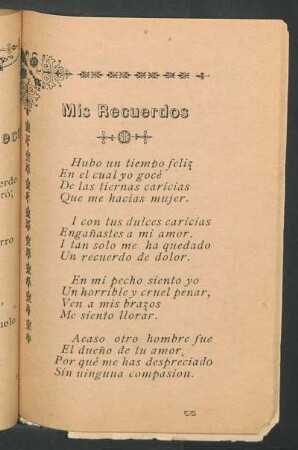 Mis Recuerdos
Hubo un tiempo feliz
En el cual yo gocé
De las tiernas caricias
Que me hacias mujer.
I con tus dulces caricias
Engañastes a mi amor.
I tan solo me ha quedado
Un recuerdo de dolor.
En mi pecho siento yo
Un horrible y cruel penar,
Ven a mis brazos
Me siento llorar.
Acaso otro hombre fue
El dueño de tu amor,
Por qué me has despreciado
Sin ninguna compasion.
55